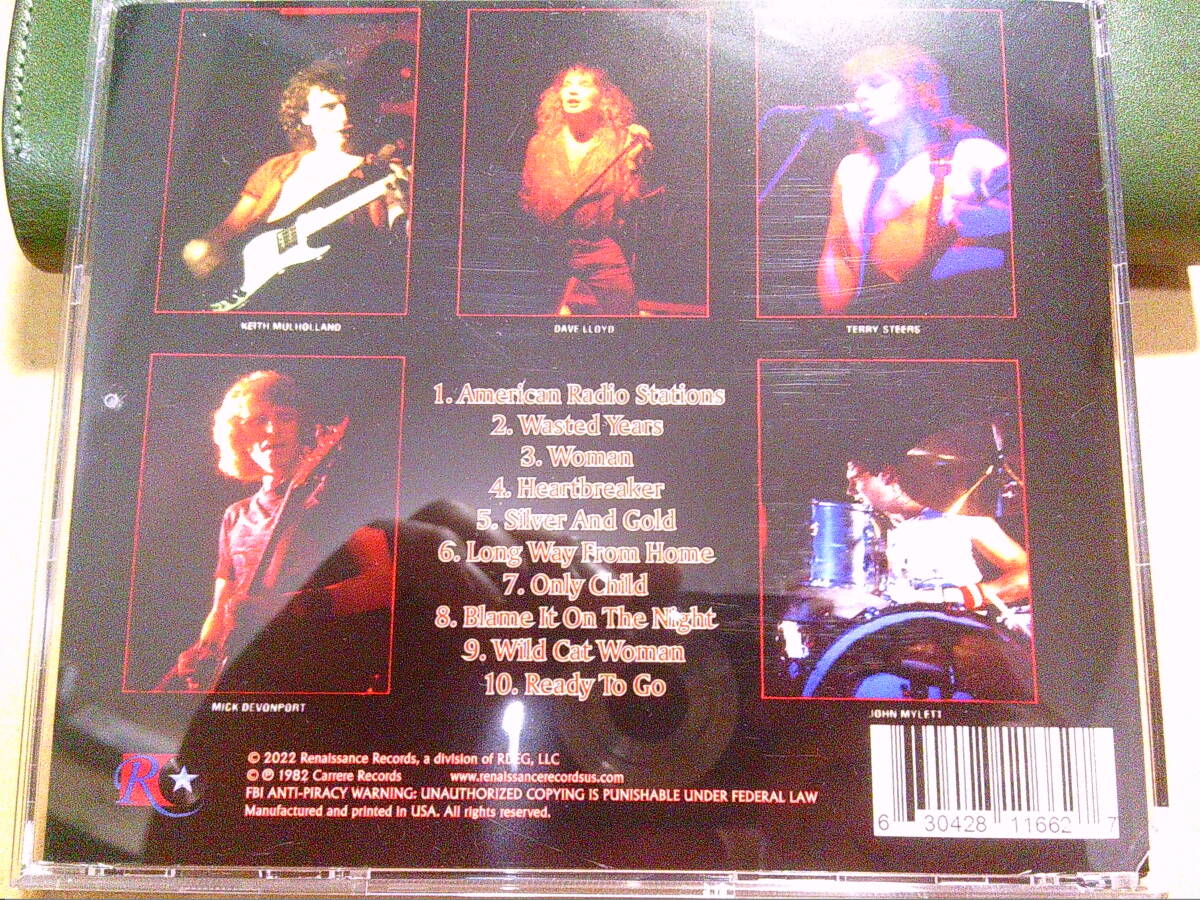 KEITH MULHOLLAND
DAVE LLOYD
TERRY STEERS
1. American Radio Stations
2. Wasted Years
3. Woman
4. Heartbreaker
5. Silver And Gold
6. Long Way From Home
7. Only Child
8. Blame It On The Night
9. Wild Cat Woman
10. Ready To Go
MICK DEVONPORT
JOHN MYLETT
R
© 2022 Renaissance Records, a division of RDEG, LLC
© ℗ 1982 Carrere Records www.renaissancerecordsus.com
FBI ANTI-PIRACY WARNING: UNAUTHORIZED COPYING IS PUNISHABLE UNDER FEDERAL LAW
Manufactured and printed in USA. All rights reserved.
6 30428 11662 7